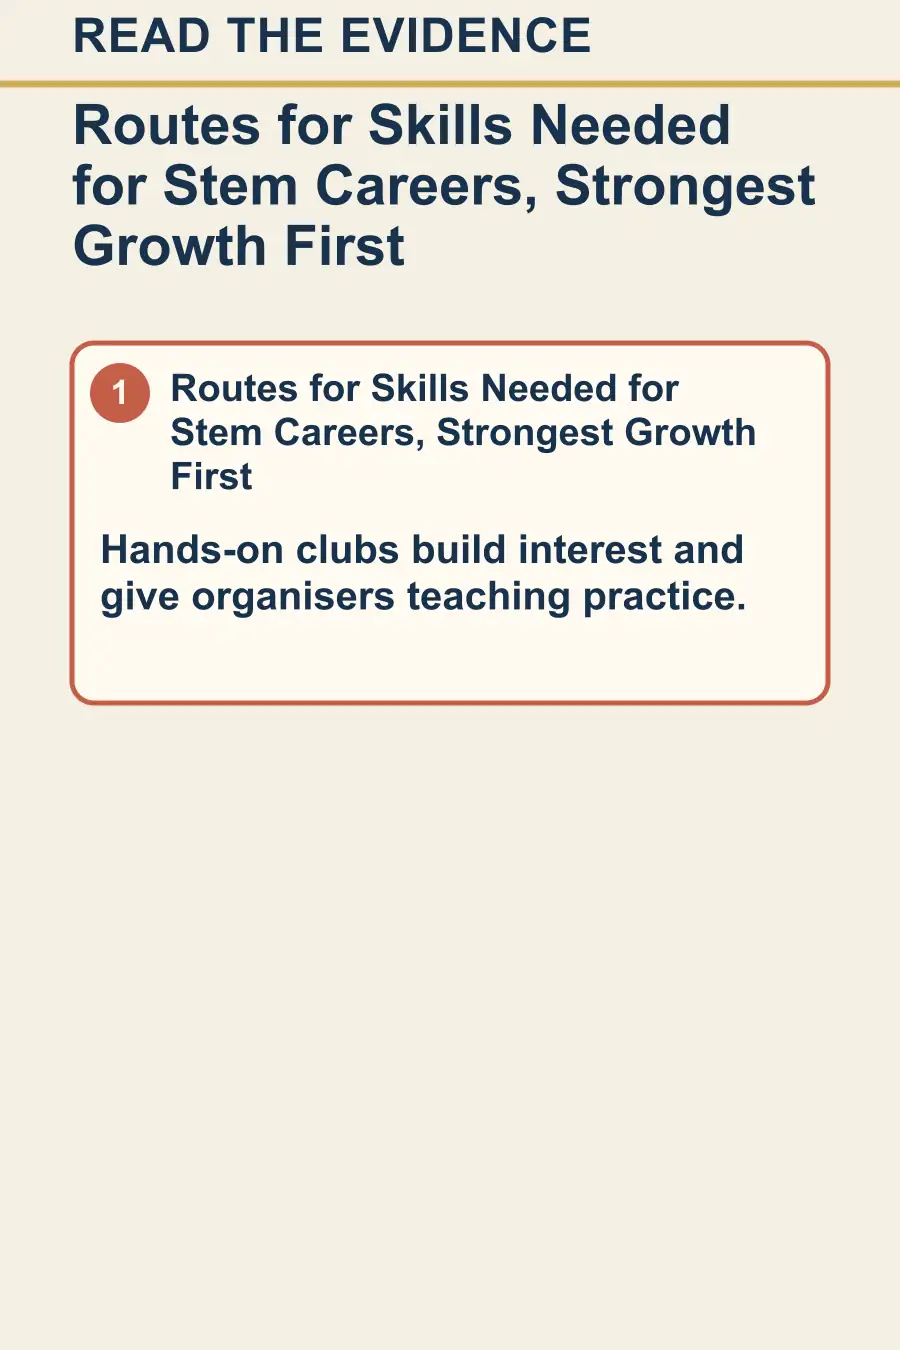 READ THE EVIDENCE
Routes for Skills Needed
for Stem Careers, Strongest
Growth First
1
Routes for Skills Needed for
Stem Careers, Strongest Growth
First
Hands-on clubs build interest and
give organisers teaching practice.